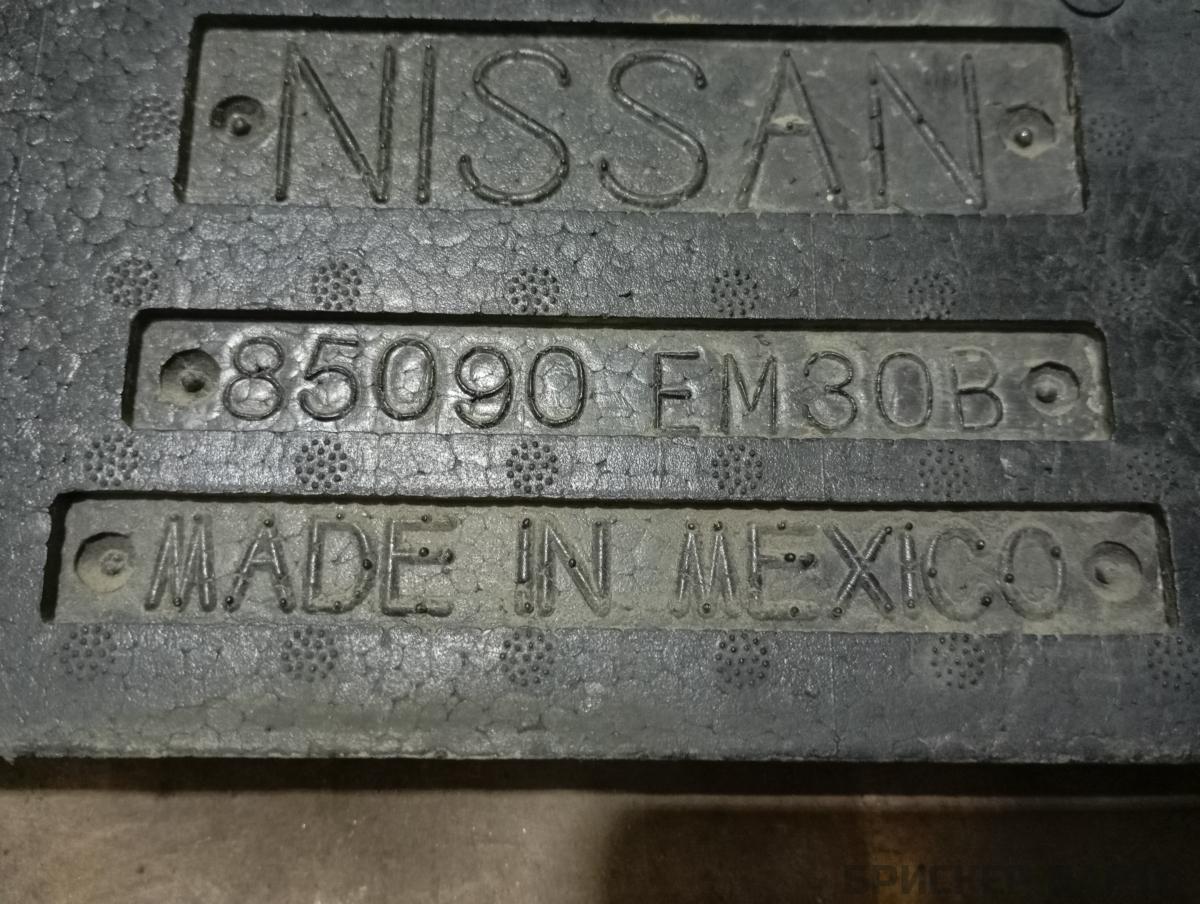 NISSAN
85090 EM30B
MADE IN MEXICO